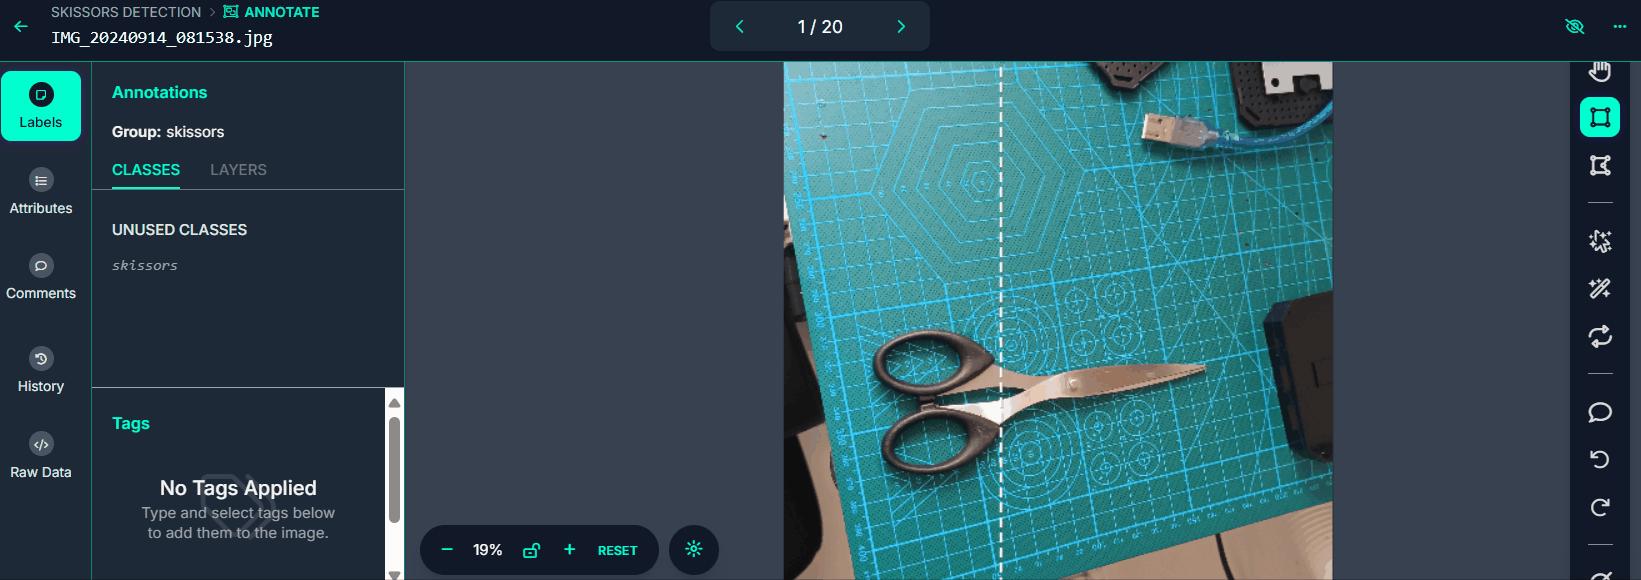 SKISSORS DETECTION > ANNOTATE
IMG_20240914_081538.jpg
1 / 20
Labels
Attributes
Comments
History
Raw Data
Annotations
Group: skissors
CLASSES LAYERS
UNUSED CLASSES
skissors
Tags
No Tags Applied
Type and select tags below
to add them to the image.
19%
RESET